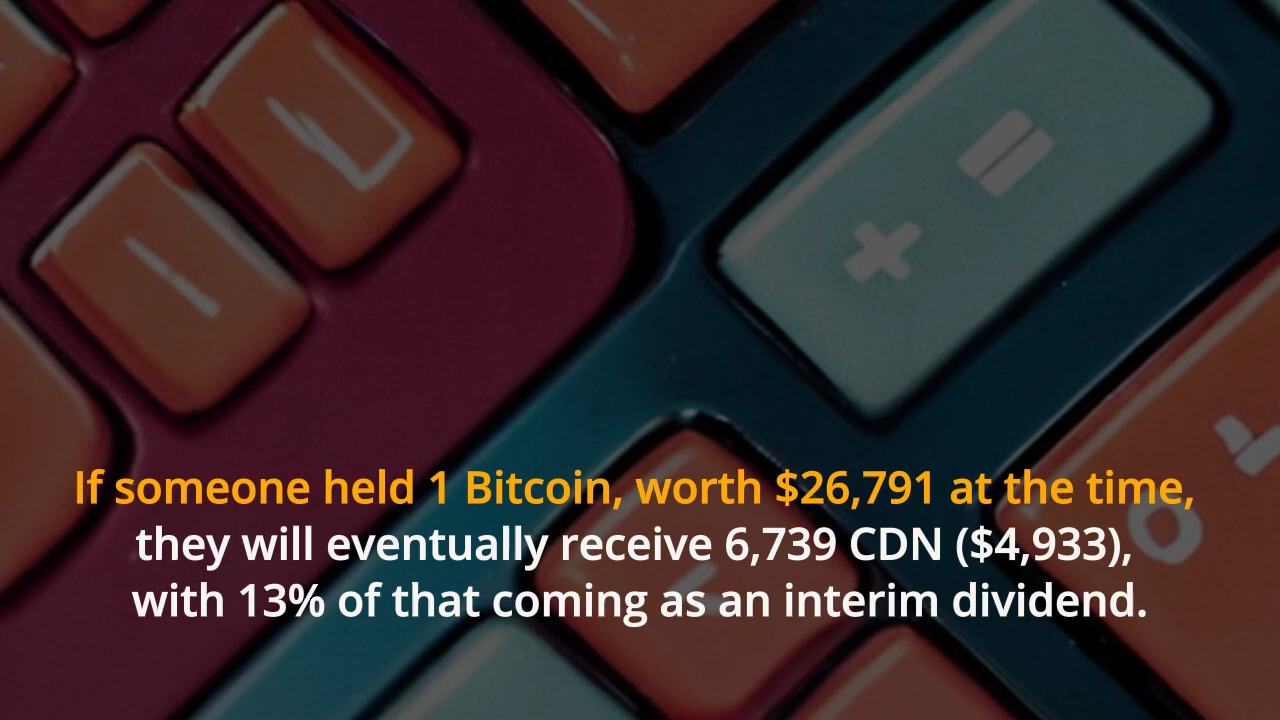 If someone held 1 Bitcoin, worth $26,791 at the time,
they will eventually receive 6,739 CDN ($4,933),
with 13% of that coming as an interim dividend.